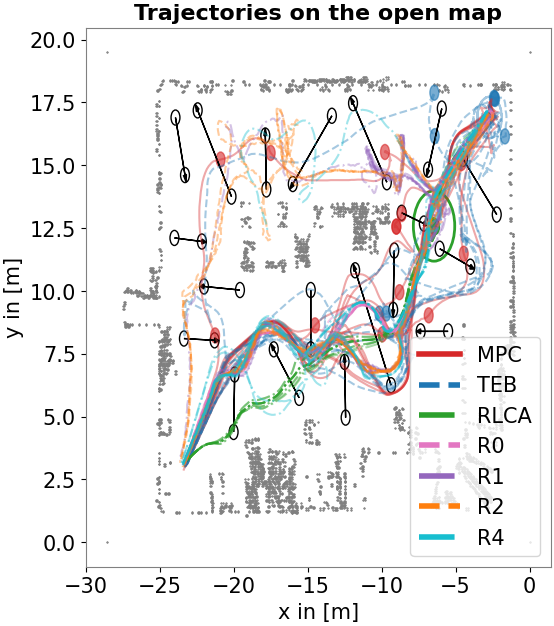 Trajectories on the open map
20.0
17.5
15.0
12.5
10.0
7.5
5.0
2.5
0.0
y in [m]
−30
−25
−20
−15
−10
−5
0
x in [m]
MPC
TEB
RLCA
R0
R1
R2
R4